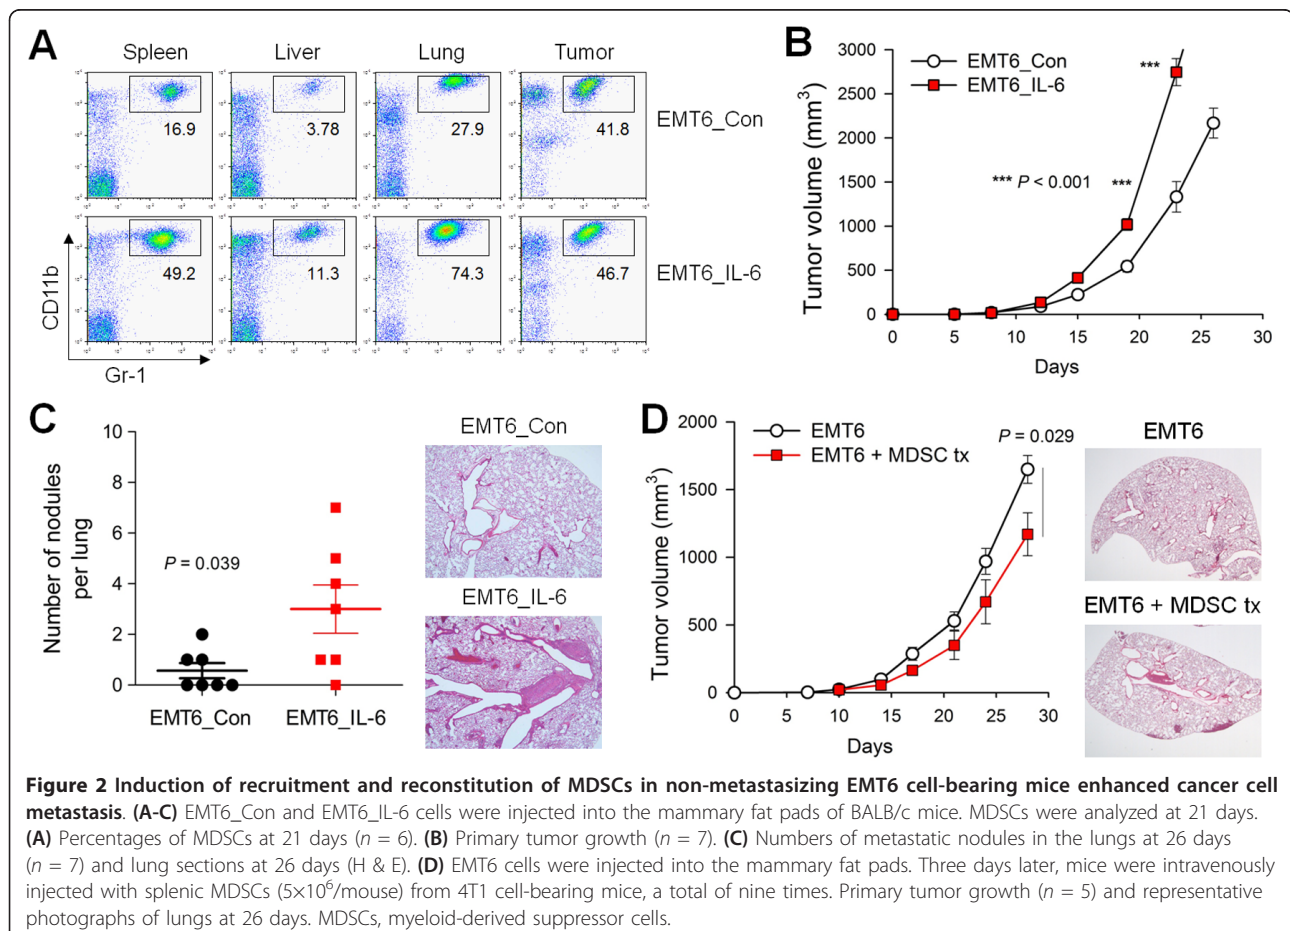 A
Spleen
Liver
Lung
Tumor
16.9
3.78
27.9
41.8
EMT6_Con
49.2
11.3
74.3
46.7
EMT6_IL-6
CD11b
Gr-1
B
EMT6_Con
EMT6_IL-6
3000
2500
2000
1500
1000
500
0
Tumor volume (mm³)
***
*** P < 0.001
***
0 5 10 15 20 25 30
Days
C
10
8
6
4
2
0
Number of nodules
per lung
P = 0.039
EMT6_Con
EMT6_IL-6
EMT6_Con
EMT6_IL-6
D
EMT6
EMT6 + MDSC tx
2000
1500
1000
500
0
Tumor volume (mm³)
P = 0.029
0 5 10 15 20 25 30
Days
EMT6
EMT6 + MDSC tx
Figure 2 Induction of recruitment and reconstitution of MDSCs in non-metastasizing EMT6 cell-bearing mice enhanced cancer cell
metastasis. (A-C) EMT6_Con and EMT6_IL-6 cells were injected into the mammary fat pads of BALB/c mice. MDSCs were analyzed at 21 days.
(A) Percentages of MDSCs at 21 days (n = 6). (B) Primary tumor growth (n = 7). (C) Numbers of metastatic nodules in the lungs at 26 days
(n = 7) and lung sections at 26 days (H & E). (D) EMT6 cells were injected into the mammary fat pads. Three days later, mice were intravenously
injected with splenic MDSCs (5×10⁶/mouse) from 4T1 cell-bearing mice, a total of nine times. Primary tumor growth (n = 5) and representative
photographs of lungs at 26 days. MDSCs, myeloid-derived suppressor cells.